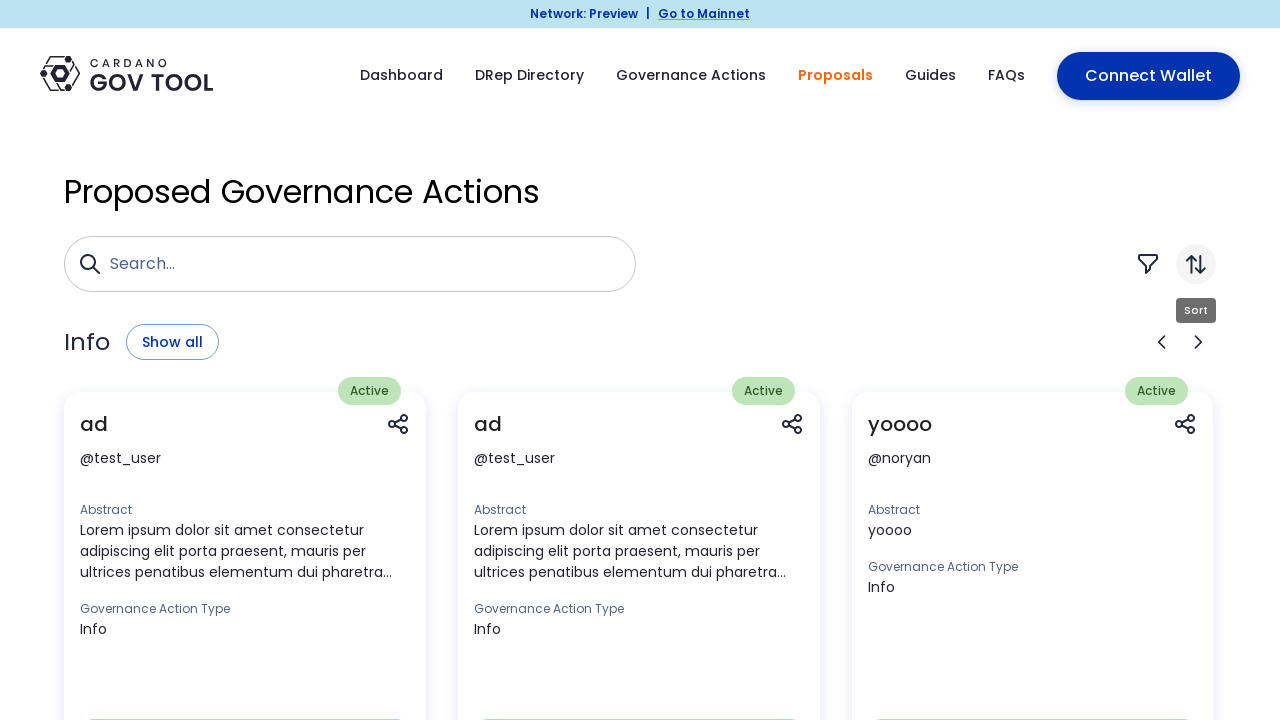 Network: Preview | Go to Mainnet
CARDANO
GOV TOOL
Dashboard DRep Directory Governance Actions Proposals Guides FAQs Connect Wallet
Proposed Governance Actions
Search...
Sort
Info Show all
Active
ad
@test_user
Abstract
Lorem ipsum dolor sit amet consectetur
adipiscing elit porta praesent, mauris per
ultrices penatibus elementum dui pharetra...
Governance Action Type
Info
Active
ad
@test_user
Abstract
Lorem ipsum dolor sit amet consectetur
adipiscing elit porta praesent, mauris per
ultrices penatibus elementum dui pharetra...
Governance Action Type
Info
Active
yoooo
@noryan
Abstract
yoooo
Governance Action Type
Info